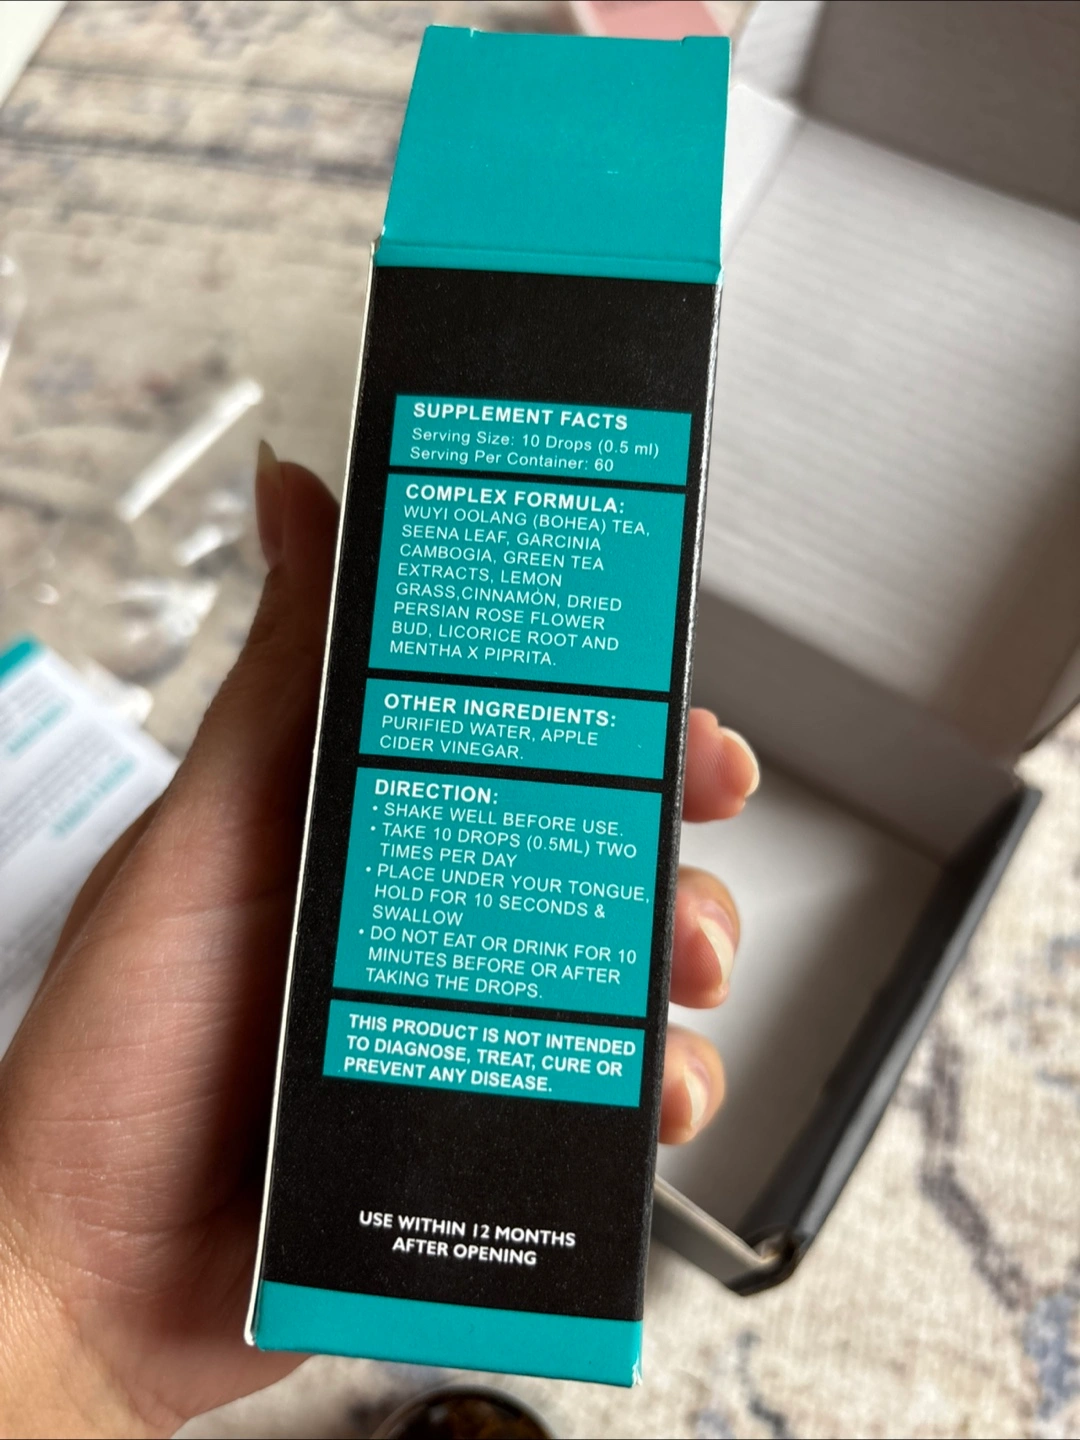 SUPPLEMENT FACTS
Serving Size: 10 Drops (0.5 ml)
Serving Per Container: 60
COMPLEX FORMULA:
WUYI OOLANG (BOHEA) TEA,
SEENA LEAF, GARCINIA
CAMBOGIA, GREEN TEA
EXTRACTS, LEMON
GRASS,CINNAMÓN, DRIED
PERSIAN ROSE FLOWER
BUD, LICORICE ROOT AND
MENTHA X PIPRITA.
OTHER INGREDIENTS:
PURIFIED WATER, APPLE
CIDER VINEGAR.
DIRECTION:
• SHAKE WELL BEFORE USE.
• TAKE 10 DROPS (0.5ML) TWO
TIMES PER DAY
• PLACE UNDER YOUR TONGUE,
HOLD FOR 10 SECONDS &
SWALLOW
• DO NOT EAT OR DRINK FOR 10
MINUTES BEFORE OR AFTER
TAKING THE DROPS.
THIS PRODUCT IS NOT INTENDED
TO DIAGNOSE, TREAT, CURE OR
PREVENT ANY DISEASE.
USE WITHIN 12 MONTHS
AFTER OPENING